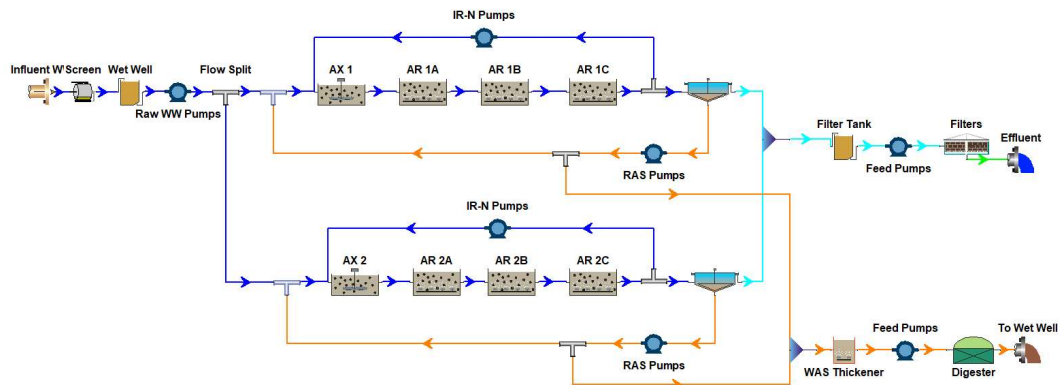 IR-N Pumps
Influent W'Screen Wet Well Flow Split AX 1 AR 1A AR 1B AR 1C
Raw WW Pumps
Filter Tank Filters
Effluent
Feed Pumps
RAS Pumps
IR-N Pumps
AX 2 AR 2A AR 2B AR 2C
Feed Pumps To Wet Well
RAS Pumps
WAS Thickener Digester